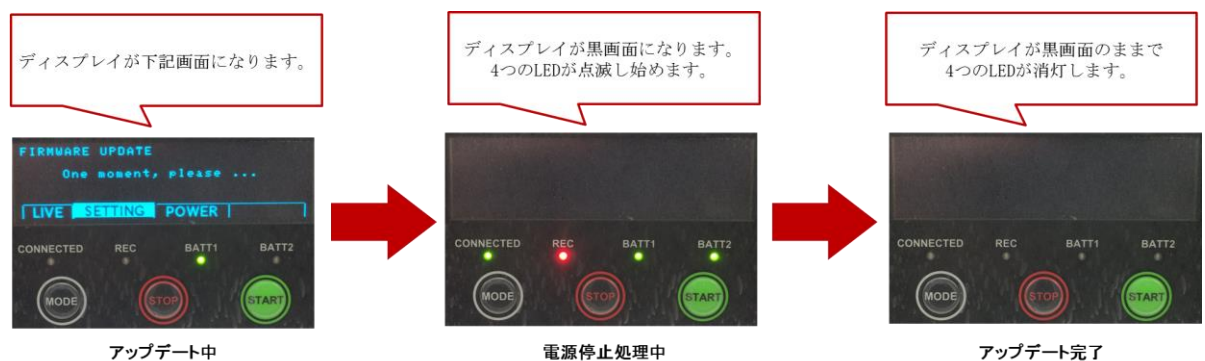 ディスプレイが下記画面になります。
FIRMWARE UPDATE
One moment, please ...
LIVE SETTING POWER
CONNECTED REC BATT1 BATT2
MODE STOP START
アップデート中
ディスプレイが黒画面になります。
4つのLEDが点滅し始めます。
CONNECTED REC BATT1 BATT2
MODE STOP START
電源停止処理中
ディスプレイが黒画面のままで
4つのLEDが消灯します。
CONNECTED REC BATT1 BATT2
MODE STOP START
アップデート完了